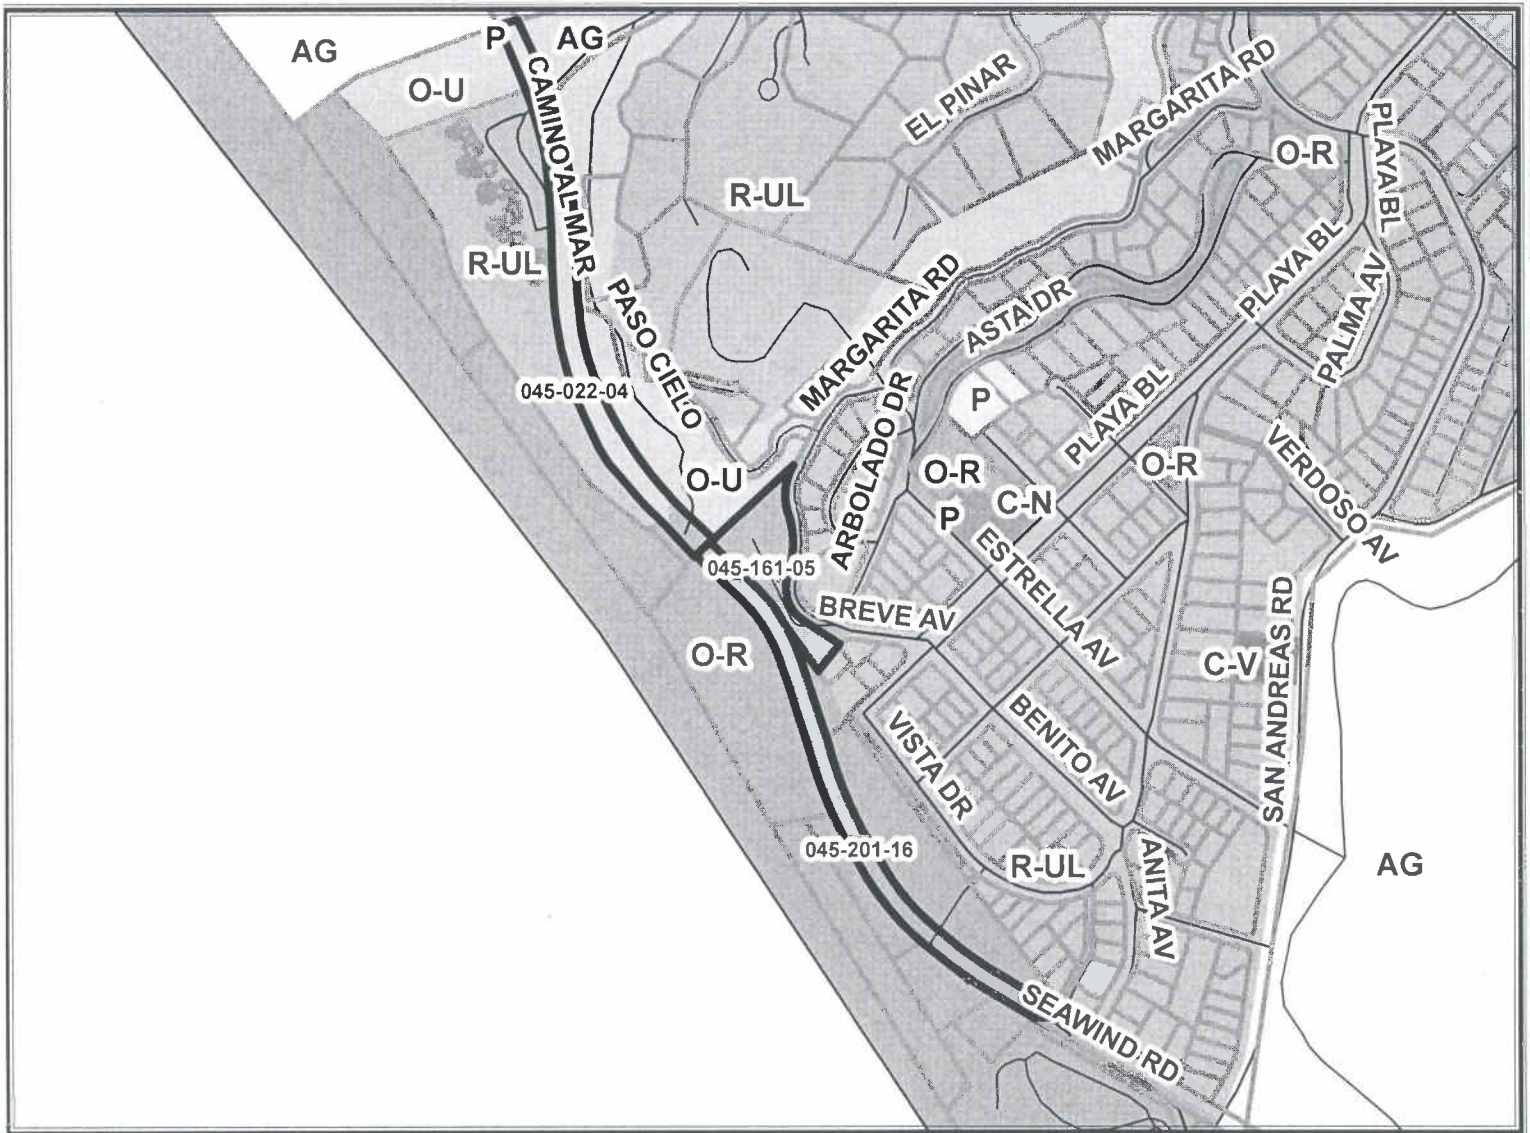 AG
P
AG
O-U
CAMINO AL MAR
EL PINAR
MARGARITA RD
PLAYA BL
O-R
R-UL
R-UL
PLAYA BL
PASO CIELO
MARGARITA RD
ASTA DR
PALMA AV
045-022-04
P
ARBOLADO DR
PLAYA BL
VERDOSO AV
O-U
O-R
O-R
C-N
P
ESTRELLA AV
045-161-05
BREVE AV
SAN ANDREAS RD
O-R
C-V
VISTA DR
BENITO AV
045-201-16
R-UL
ANITA AV
AG
SEAWIND RD